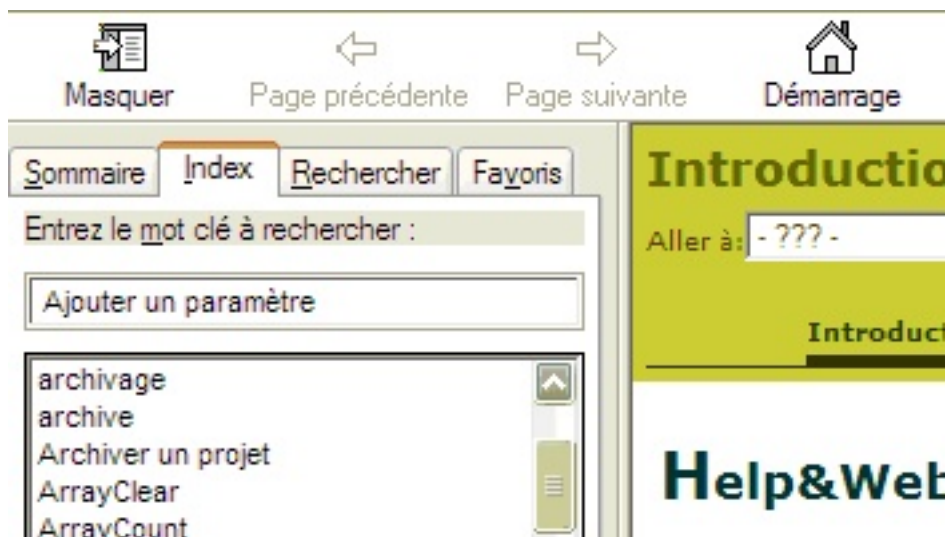 Masquer Page précédente Page suivante Démarrage
Sommaire Index Rechercher Favoris
Entrez le mot clé à rechercher :
Ajouter un paramètre
archivage
archive
Archiver un projet
ArrayClear
ArrayCount
Introductio
Aller à: - ??? -
Introduct
Help&Web